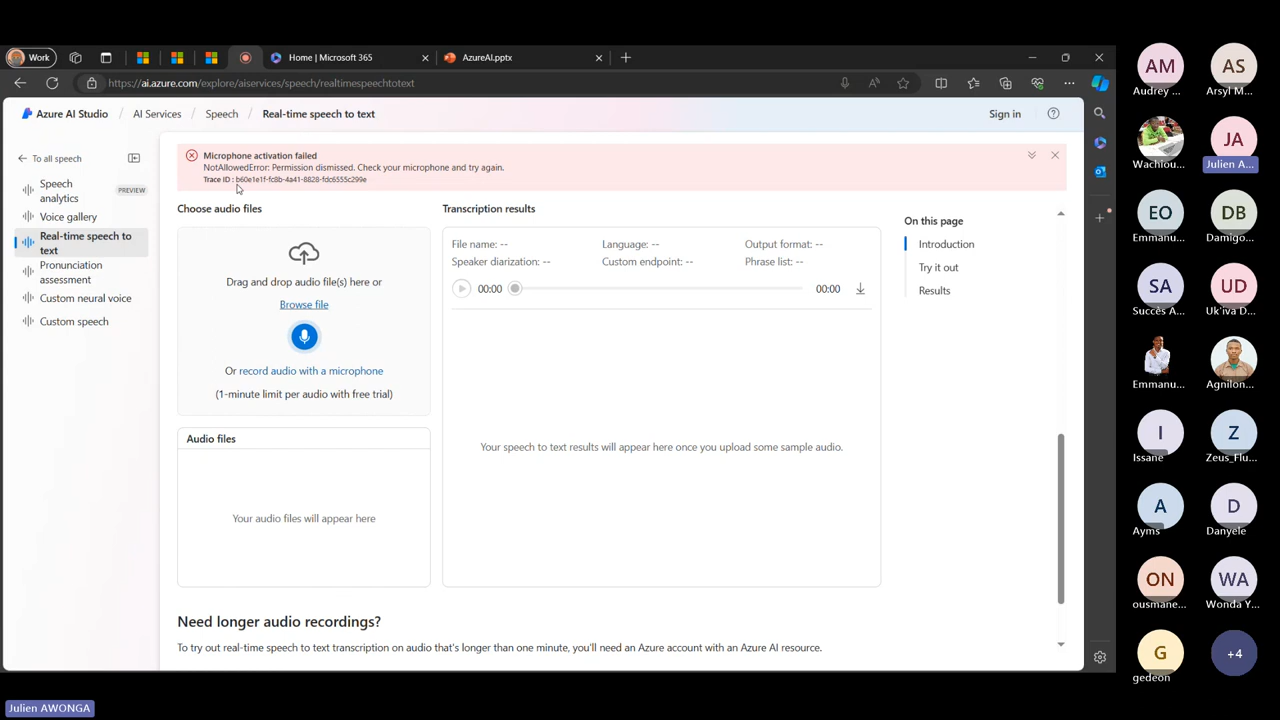 Work
Home | Microsoft 365
AzureAI.pptx
https://ai.azure.com/explore/aiservices/speech/realtimespeechtotext
Azure AI Studio / AI Services / Speech / Real-time speech to text
Sign in
To all speech
Speech
analytics
PREVIEW
Voice gallery
Real-time speech to
text
Pronunciation
assessment
Custom neural voice
Custom speech
Microphone activation failed
NotAllowedError: Permission dismissed. Check your microphone and try again.
Trace ID : b60e1e1f-fc8b-4a41-8828-fdc6555c299e
Choose audio files
Drag and drop audio file(s) here or
Browse file
Or record audio with a microphone
(1-minute limit per audio with free trial)
Audio files
Your audio files will appear here
Transcription results
File name: -- Language: -- Output format: --
Speaker diarization: -- Custom endpoint: -- Phrase list: --
00:00 00:00
Your speech to text results will appear here once you upload some sample audio.
On this page
Introduction
Try it out
Results
Need longer audio recordings?
To try out real-time speech to text transcription on audio that's longer than one minute, you'll need an Azure account with an Azure AI resource.
AM AS
Audrey ... Arsyl M...
JA
Wachiou... Julien A...
EO DB
Emmanu... Damigo...
SA UD
Succès A... Uk'iva D...
Emmanu... Agnilon...
I Z
Issane Zeus_Flu...
A D
Ayms Danyele
ON WA
ousmane... Wonda Y...
G +4
gedeon
Julien AWONGA